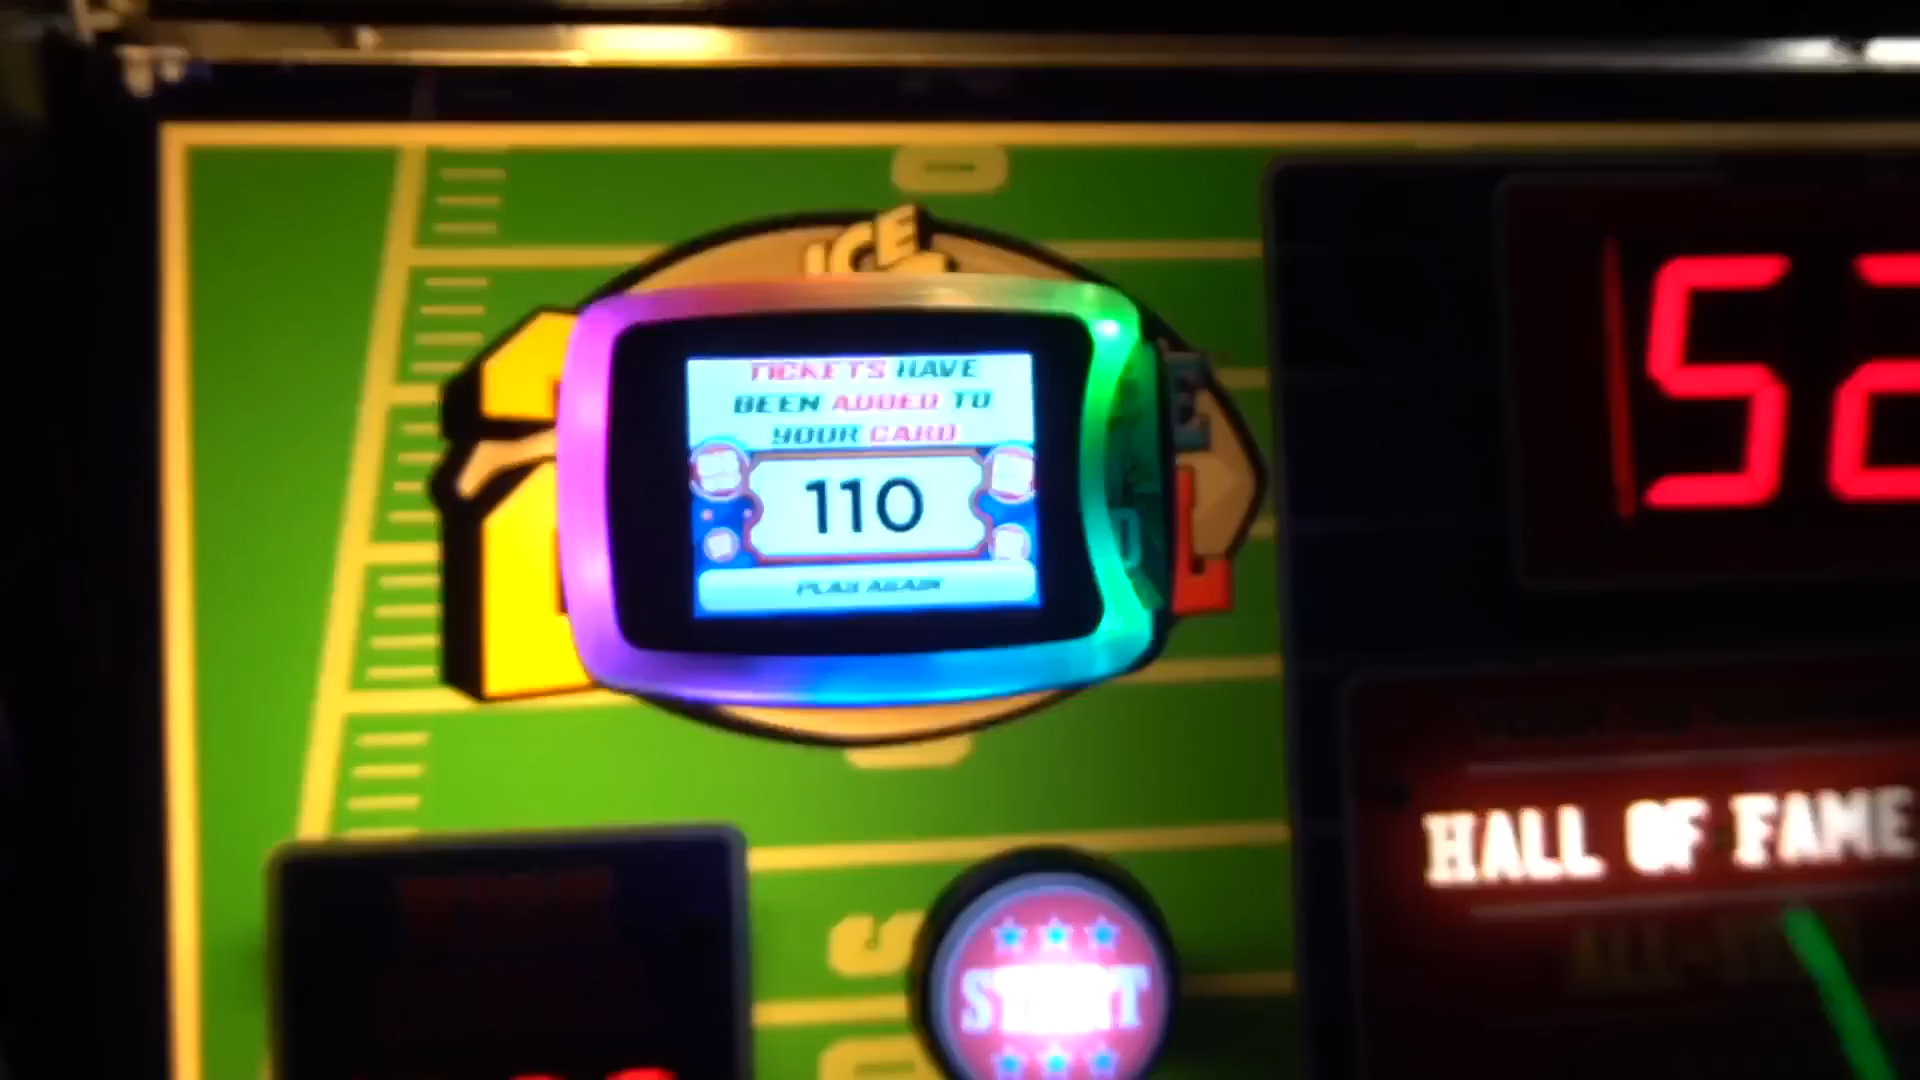 ICE
TICKETS HAVE
BEEN ADDED TO
YOUR CARD
110
PLAY AGAIN
52
HALL OF FAME
START